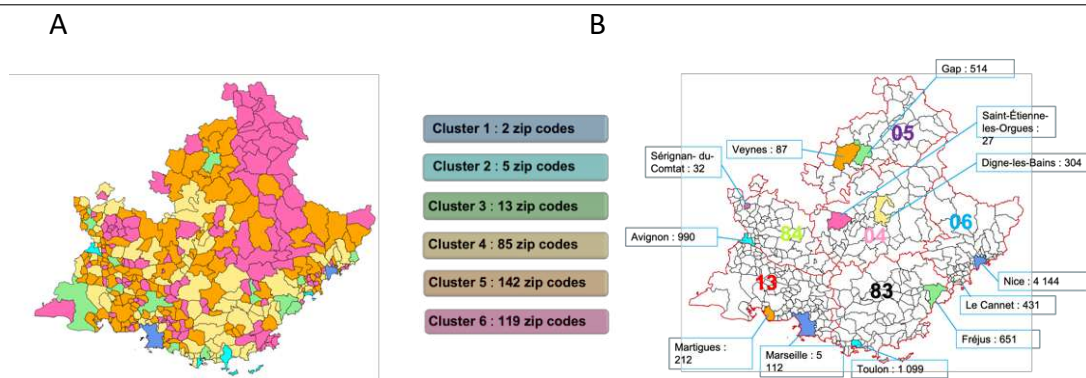 A
B
Cluster 1 : 2 zip codes
Cluster 2 : 5 zip codes
Cluster 3 : 13 zip codes
Cluster 4 : 85 zip codes
Cluster 5 : 142 zip codes
Cluster 6 : 119 zip codes
Gap : 514
Saint-Étienne-
les-Orgues :
27
Veynes : 87
Sérignan- du-
Comtat : 32
Digne-les-Bains : 304
Avignon : 990
05
84
04
06
13
83
Nice : 4 144
Le Cannet : 431
Fréjus : 651
Martigues :
212
Marseille : 5
112
Toulon : 1 099